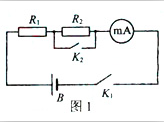 R₁ R₂ mA
K₂
B K₁
图1